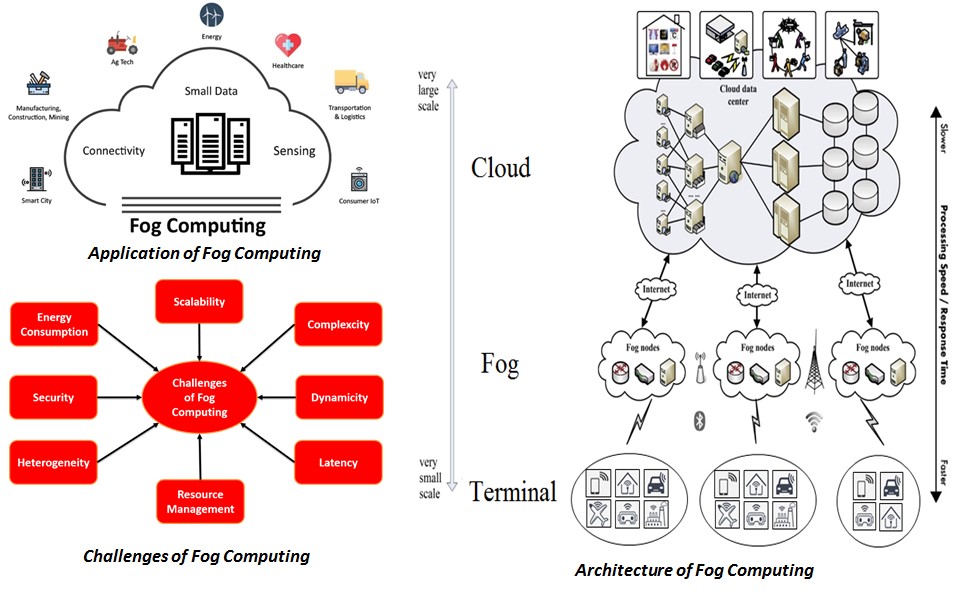 Energy
Ag Tech
Healthcare
Manufacturing,
Construction, Mining
Transportation
& Logistics
Small Data
Connectivity
Sensing
Smart City
Consumer IoT
Fog Computing
Application of Fog Computing
Energy
Consumption
Scalability
Complexcity
Security
Challenges
of Fog
Computing
Dynamicity
Heterogeneity
Latency
Resource
Management
Challenges of Fog Computing
very
large
scale
Cloud
Fog
very
small
scale
Terminal
Cloud data
center
Internet
Internet
Internet
Fog nodes
Fog nodes
Fog nodes
Slower
Processing Speed / Response Time
Faster
Architecture of Fog Computing